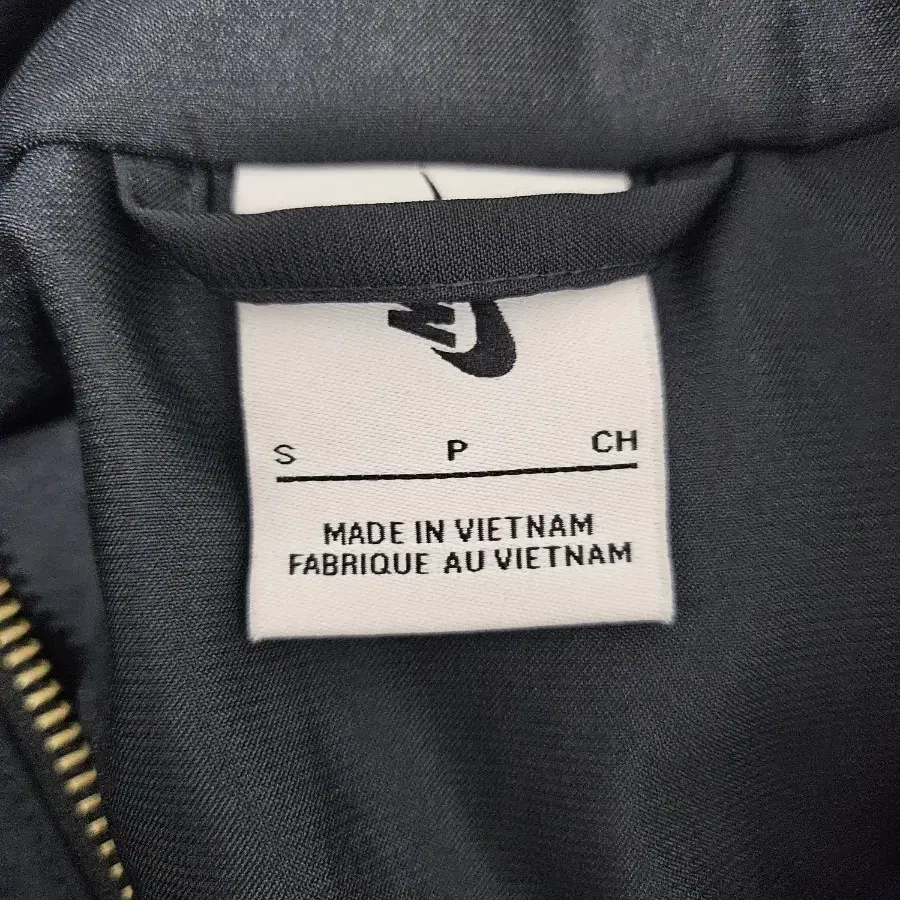 S P CH
MADE IN VIETNAM
FABRIQUE AU VIETNAM